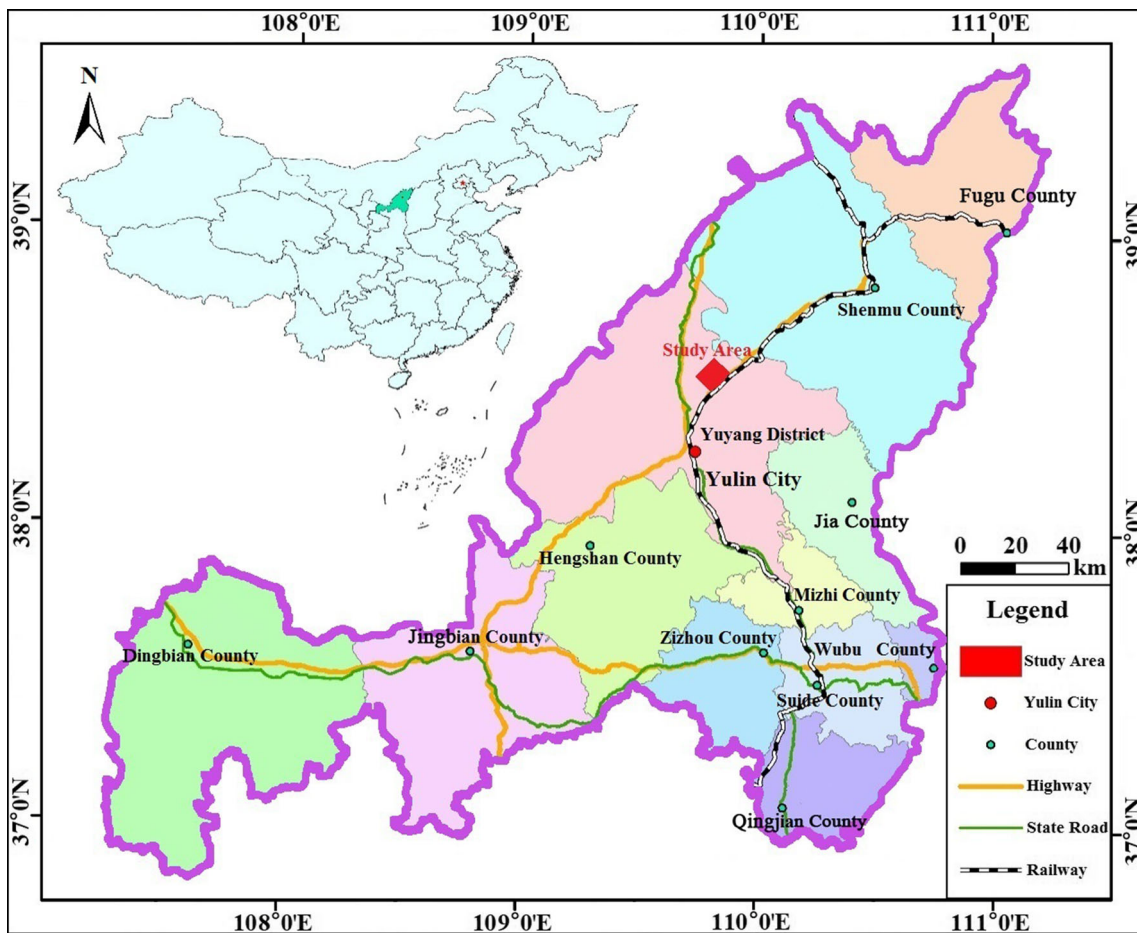 108°0'E 109°0'E 110°0'E 111°0'E
N
39°0'N
39°0'N
Fugu County
Shenmu County
Study Area
Yuyang District
Yulin City
38°0'N
38°0'N
Jia County
Hengshan County
0 20 40
km
Mizhi County
Legend
Jingbian County
Zizhou County
Wubu County
Dingbian County
Suide County
Study Area
Yulin City
County
Highway
State Road
Railway
37°0'N
37°0'N
Qingjian County
108°0'E 109°0'E 110°0'E 111°0'E